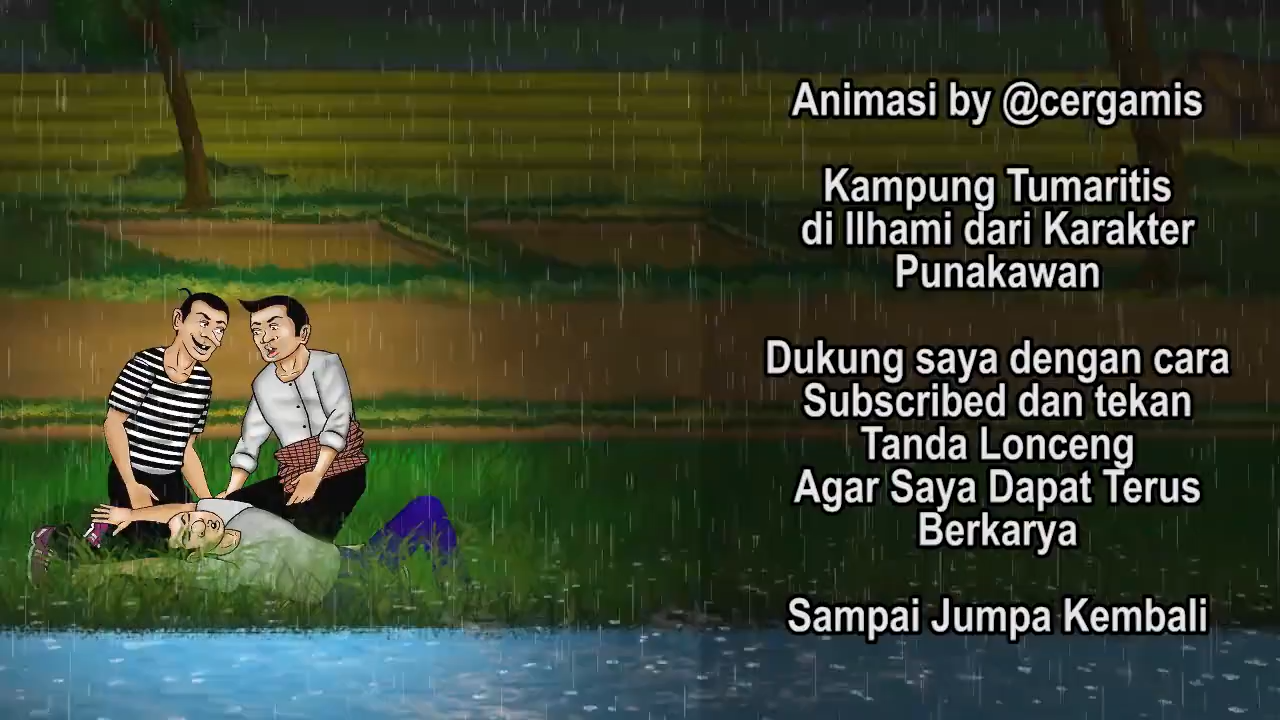 Animasi by @cergamis
Kampung Tumaritis
di Ilhami dari Karakter
Punakawan
Dukung saya dengan cara
Subscribed dan tekan
Tanda Lonceng
Agar Saya Dapat Terus
Berkarya
Sampai Jumpa Kembali